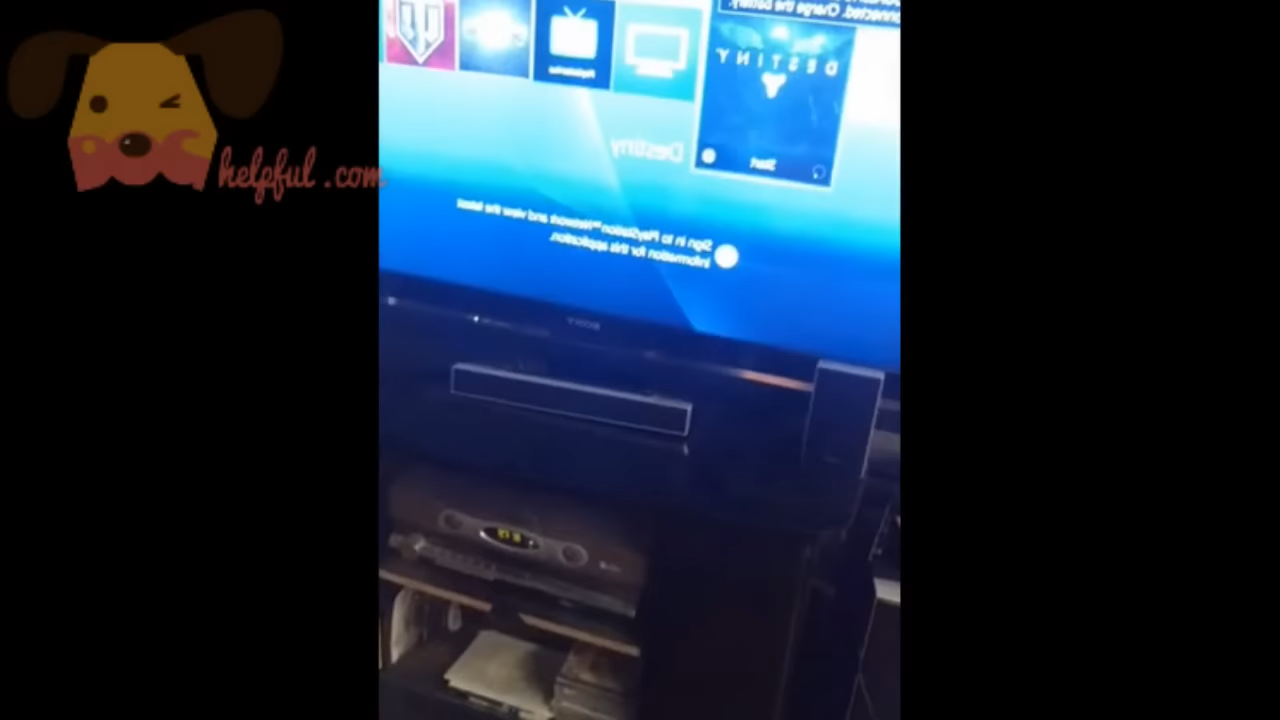 helpful.com
onnected. Charge the battery.
DESTINY
Start
Destiny
Sign in to PlayStation™Network and view the latest
information for this application.
SONY